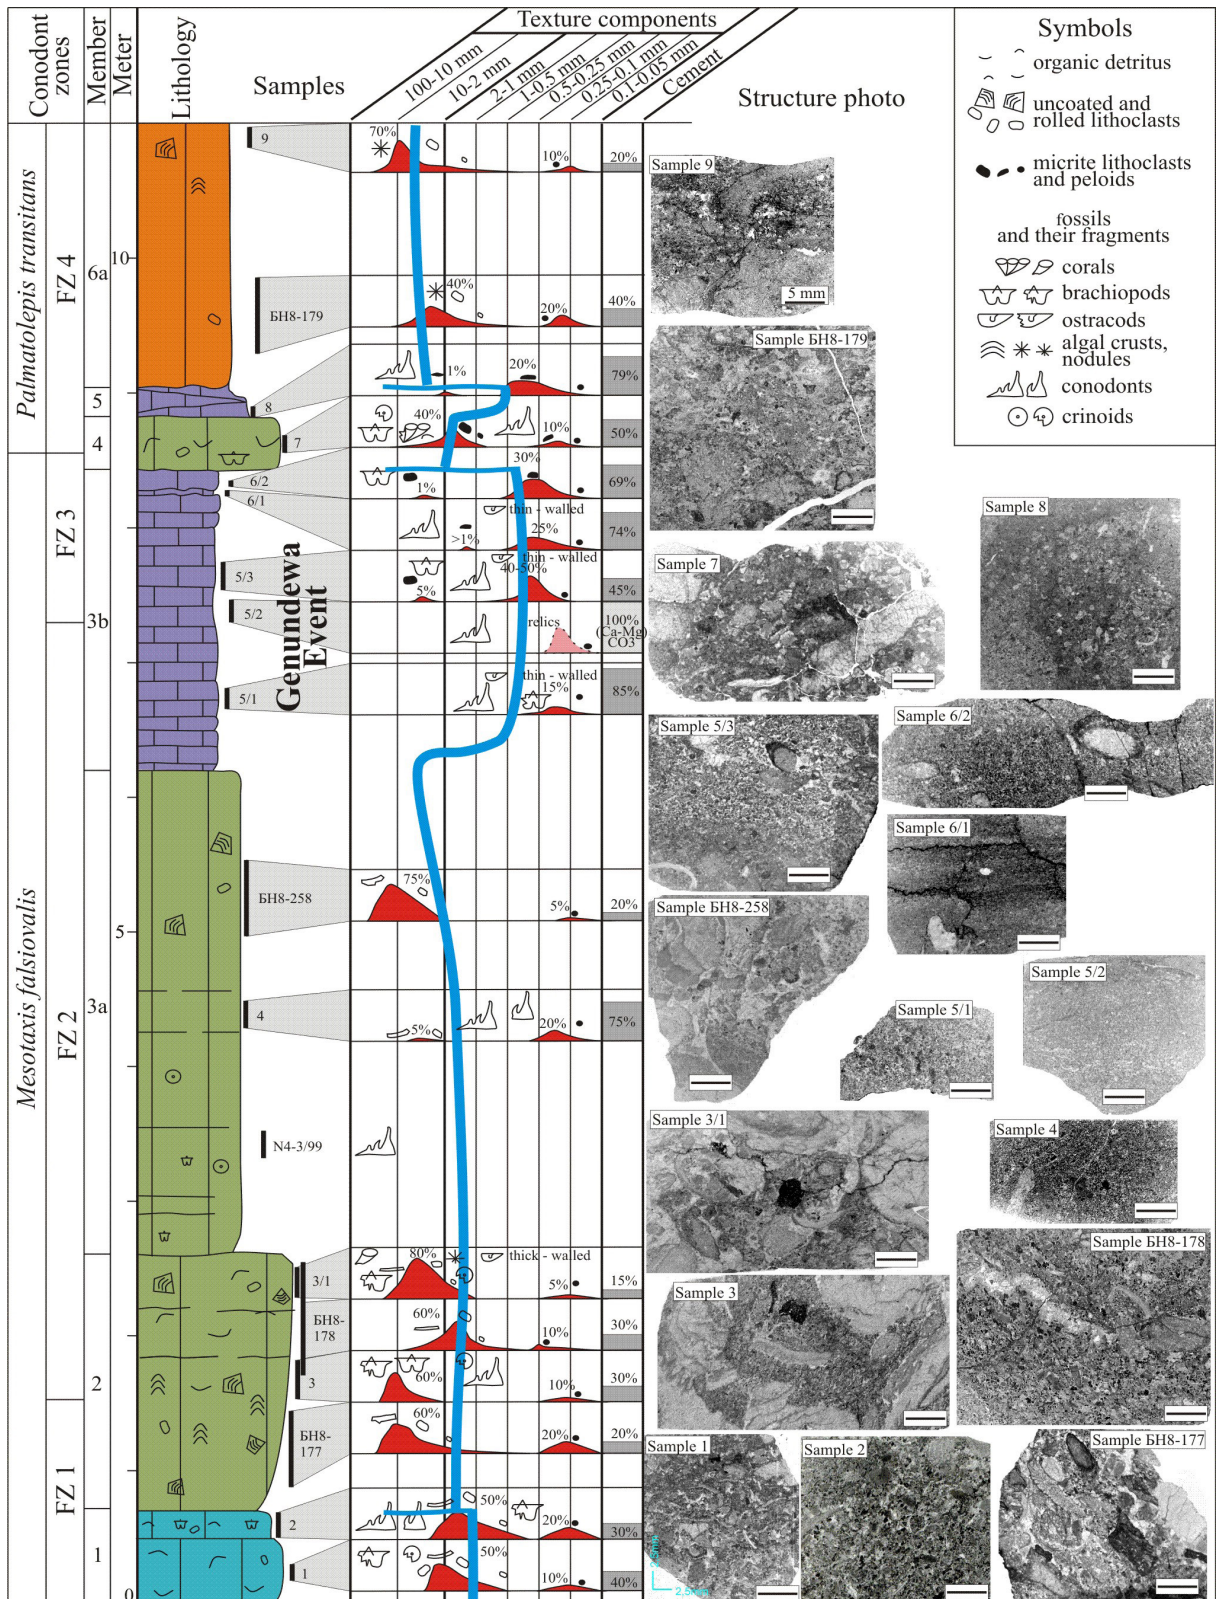 Conodont
zones
Member
Meter
Lithology
Samples
Texture components
100-10 mm
10-2 mm
2-1 mm
1-0,5 mm
0,5-0,25 mm
0,25-0,1 mm
0,1-0,05 mm
Cement
Structure photo
Symbols
organic detritus
uncoated and
rolled lithoclasts
micrite lithoclasts
and peloids
fossils
and their fragments
corals
brachiopods
ostracods
algal crusts,
nodules
conodonts
crinoids
Palmatolepis transitans
Mesotaxis falsiovalis
FZ 4
FZ 3
FZ 2
FZ 1
6a
5
4
3b
3a
2
1
10
5
0
Genundewa
Event
9
70%
10%
20%
БН8-179
40%
20%
40%
8
1%
20%
79%
7
40%
10%
50%
6/2
1%
30%
69%
6/1
>1%
thin - walled
25%
74%
5/3
5%
thin - walled
40-50%
45%
5/2
relics
100%
(Ca-Mg)
CO3
5/1
thin - walled
15%
85%
БН8-258
75%
5%
20%
4
5%
20%
75%
N4-3/99
3/1
80%
thick - walled
5%
15%
БН8-
178
60%
10%
30%
3
60%
10%
30%
БН8-
177
60%
20%
20%
2
50%
20%
30%
1
50%
10%
40%
Sample 9
5 mm
Sample БН8-179
Sample 8
Sample 7
Sample 5/3
Sample 6/2
Sample 6/1
Sample БН8-258
Sample 5/2
Sample 5/1
Sample 3/1
Sample 4
Sample БН8-178
Sample 3
Sample 1
Sample 2
Sample БН8-177
2,5mm
2,5mm